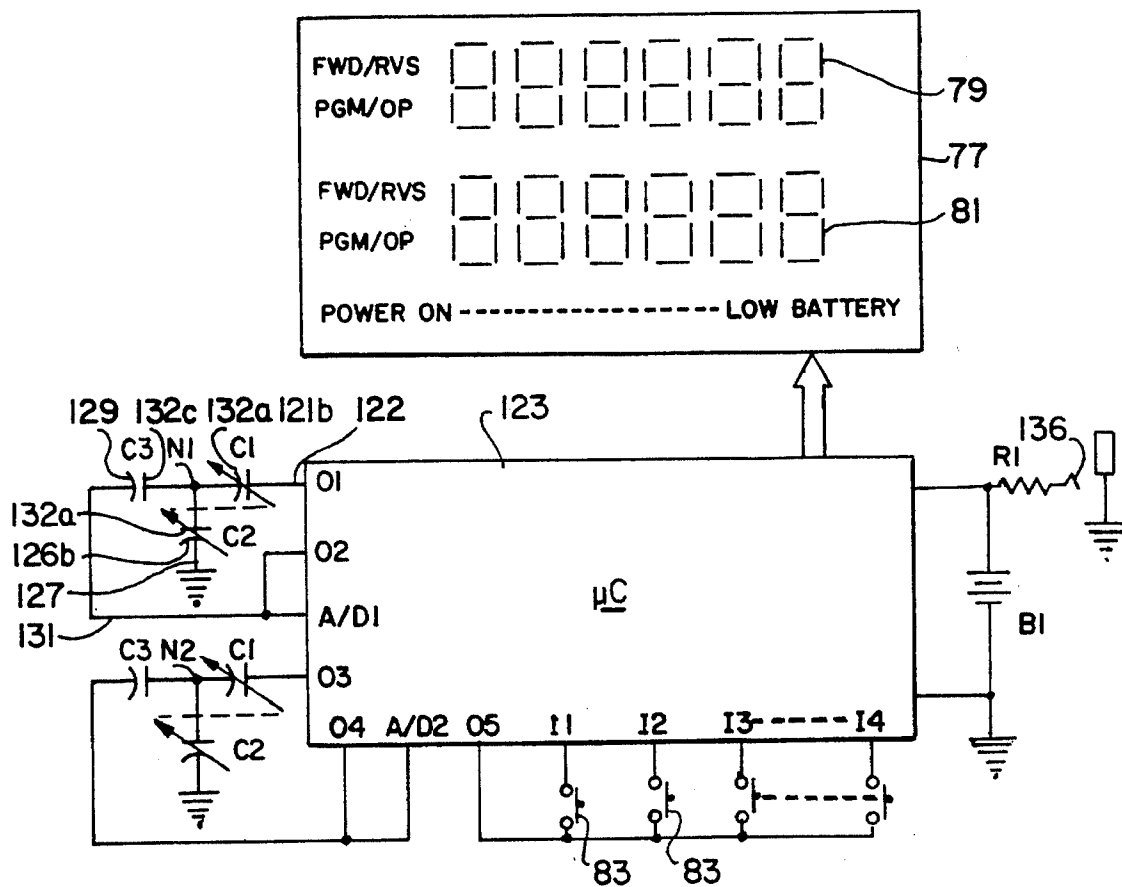 FWD/RVS
PGM/OP
79
77
FWD/RVS
PGM/OP
81
POWER ON ------------------ LOW BATTERY
129 132c 132a 121b 122 123
C3 N1 C1 O1
R1 136
132a
C2
126b
O2
127
µC
A/D1
131
B1
C3 N2 C1 O3
O4 A/D2 O5 I1 I2 I3 ----- I4
C2
83 83